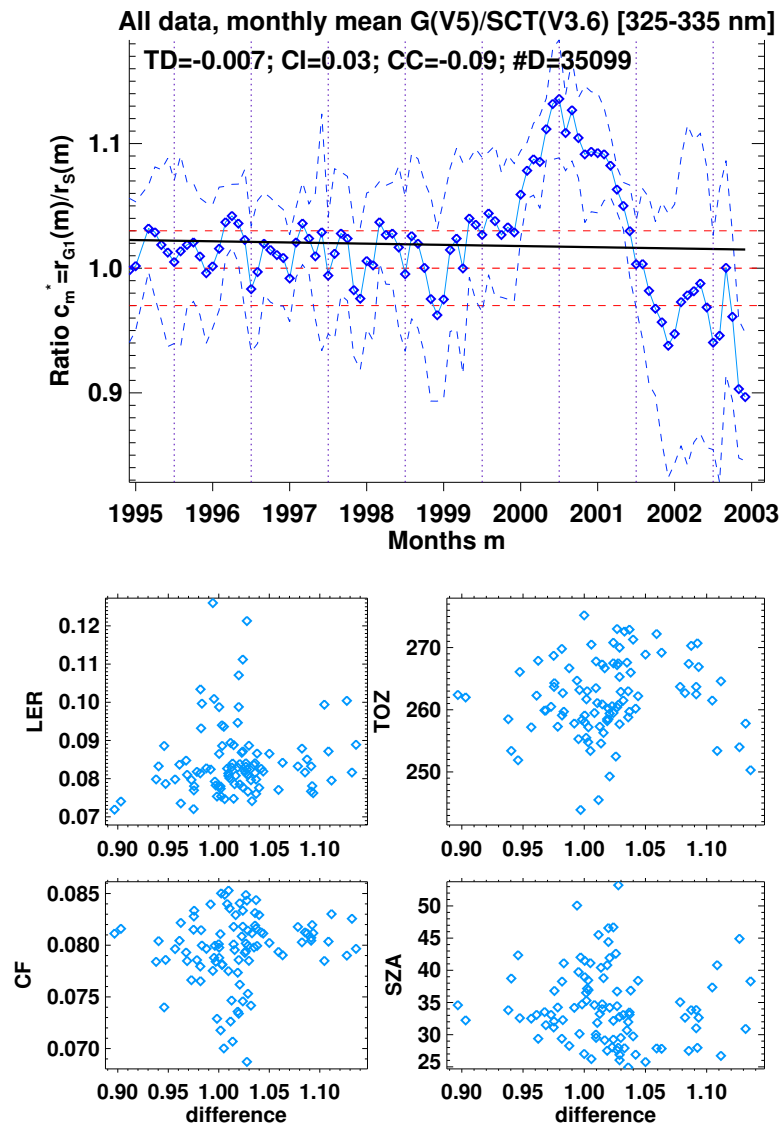 All data, monthly mean G(V5)/SCT(V3.6) [325-335 nm]
TD=-0.007; CI=0.03; CC=-0.09; #D=35099
Ratio c_m^*=r_G1(m)/r_S(m)
1.1
1.0
0.9
1995 1996 1997 1998 1999 2000 2001 2002 2003
Months m
LER
0.12
0.11
0.10
0.09
0.08
0.07
0.90 0.95 1.00 1.05 1.10
TOZ
270
260
250
0.90 0.95 1.00 1.05 1.10
CF
0.085
0.080
0.075
0.070
0.90 0.95 1.00 1.05 1.10
difference
SZA
50
45
40
35
30
25
0.90 0.95 1.00 1.05 1.10
difference